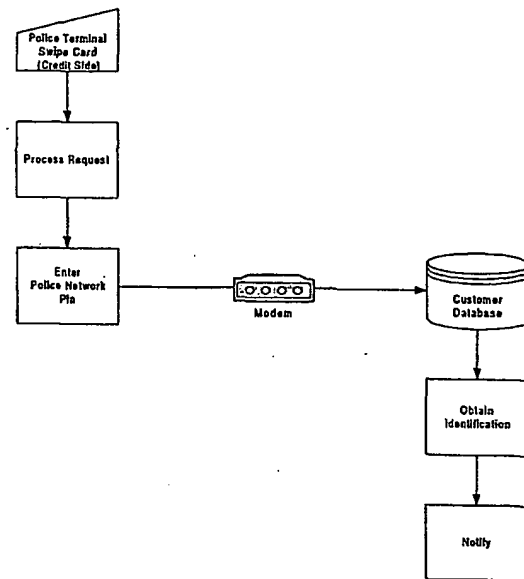 Police Terminal
Swipe Card
(Credit Side)
Process Request
Enter
Police Network
Pin
Modem
Customer
Database
Obtain
Identification
Notify